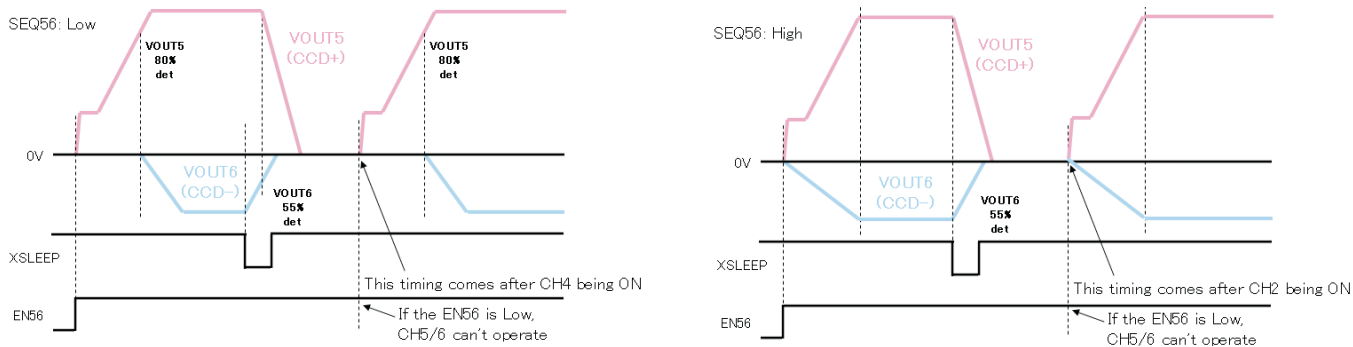 SEQ56: Low
VOUT5
80%
det
VOUT5
(CCD+)
VOUT5
80%
det
0V
VOUT6
(CCD−)
VOUT6
55%
det
XSLEEP
This timing comes after CH4 being ON
EN56
If the EN56 is Low,
CH5/6 can't operate
SEQ56: High
VOUT5
(CCD+)
0V
VOUT6
(CCD−)
VOUT6
55%
det
XSLEEP
This timing comes after CH2 being ON
EN56
If the EN56 is Low,
CH5/6 can't operate